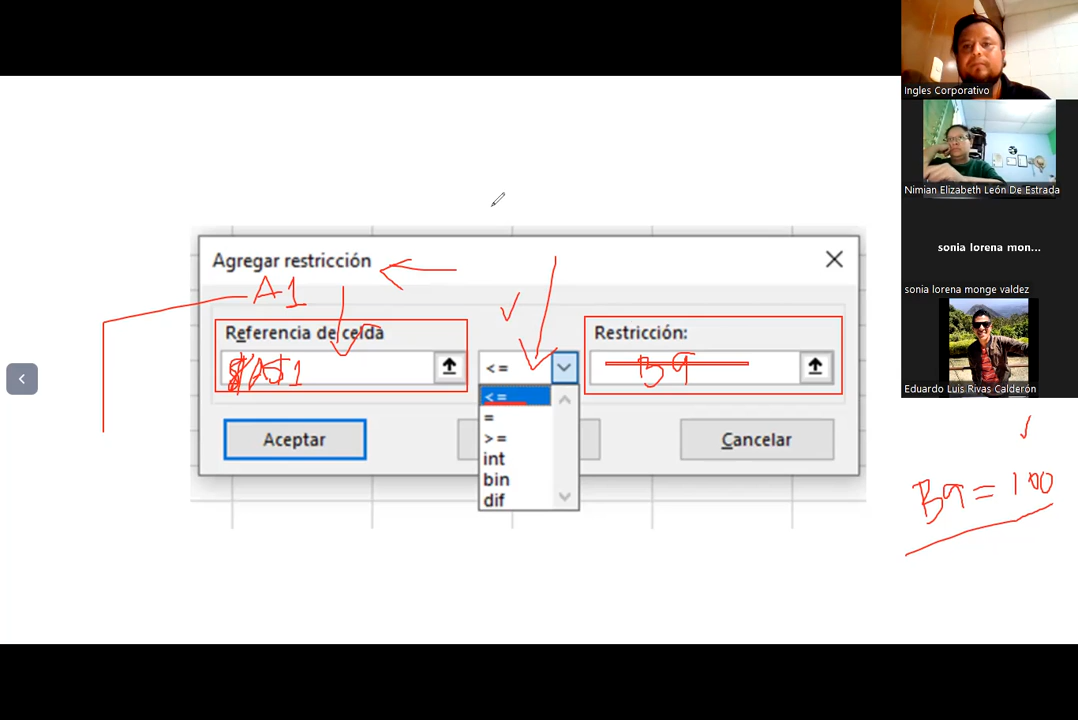 Agregar restricción
A1
Referencia de celda
Restricción:
<=
B9
<=
=
>=
int
bin
dif
Aceptar
Cancelar
Ingles Corporativo
Nimian Elizabeth León De Estrada
sonia lorena mon...
sonia lorena monge valdez
Eduardo Luis Rivas Calderón
B9 = 100